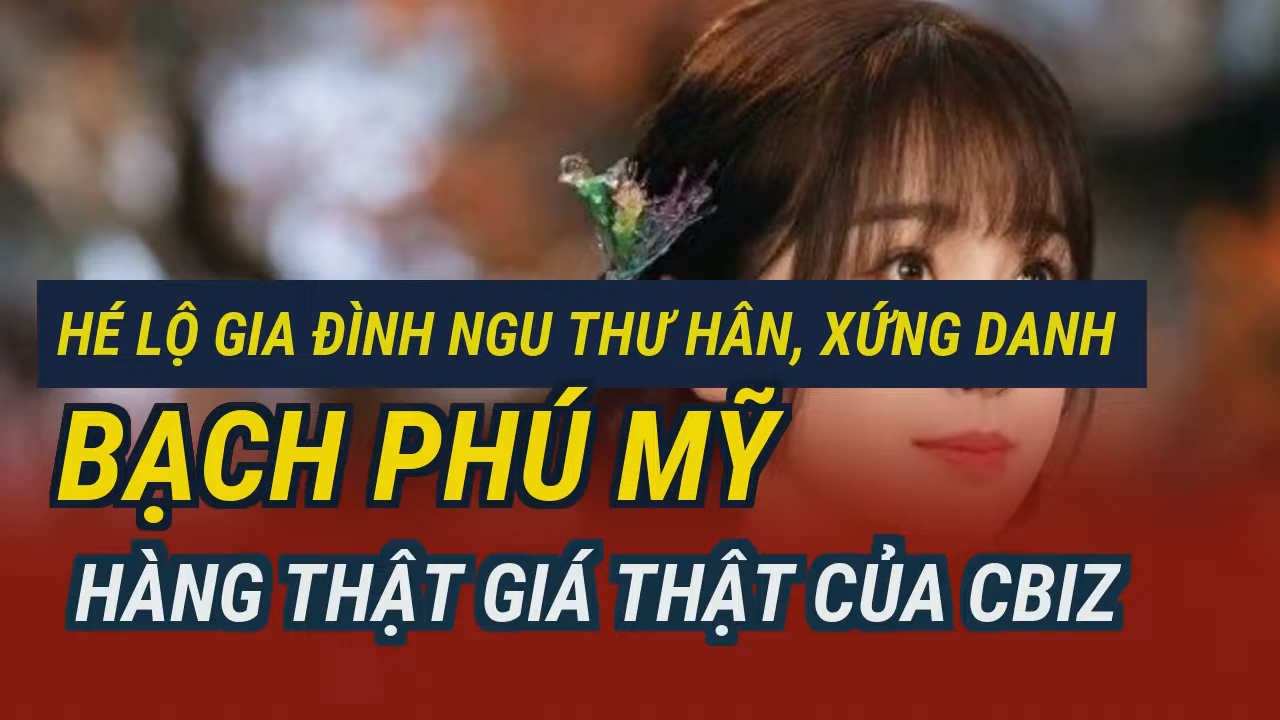 HÉ LỘ GIA ĐÌNH NGU THƯ HÂN, XỨNG DANH
BẠCH PHÚ MỸ
HÀNG THẬT GIÁ THẬT CỦA CBIZ